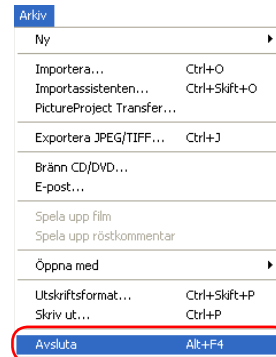 Arkiv
Ny
Importera... Ctrl+O
Importassistenten... Ctrl+Skift+O
PictureProject Transfer...
Exportera JPEG/TIFF... Ctrl+J
Bränn CD/DVD...
E-post...
Spela upp film
Spela upp röstkommentar
Öppna med
Utskriftsformat... Ctrl+Skift+P
Skriv ut... Ctrl+P
Avsluta Alt+F4